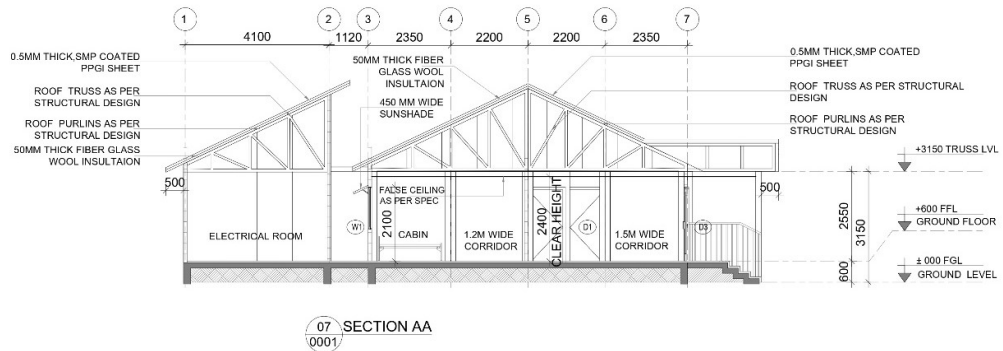 1 2 3 4 5 6 7
4100 1120 2350 2200 2200 2350
0.5MM THICK,SMP COATED
PPGI SHEET
ROOF TRUSS AS PER
STRUCTURAL DESIGN
ROOF PURLINS AS PER
STRUCTURAL DESIGN
50MM THICK FIBER GLASS
WOOL INSULTAION
50MM THICK FIBER
GLASS WOOL
INSULTAION
450 MM WIDE
SUNSHADE
0.5MM THICK,SMP COATED
PPGI SHEET
ROOF TRUSS AS PER STRUCTURAL
DESIGN
ROOF PURLINS AS PER
STRUCTURAL DESIGN
+3150 TRUSS LVL
500
500
FALSE CEILING
AS PER SPEC
2100
2400
CLEAR HEIGHT
W1
D1
D3
ELECTRICAL ROOM
CABIN
1.2M WIDE
CORRIDOR
1.5M WIDE
CORRIDOR
2550
3150
600
+600 FFL
GROUND FLOOR
± 000 FGL
GROUND LEVEL
07
0001
SECTION AA